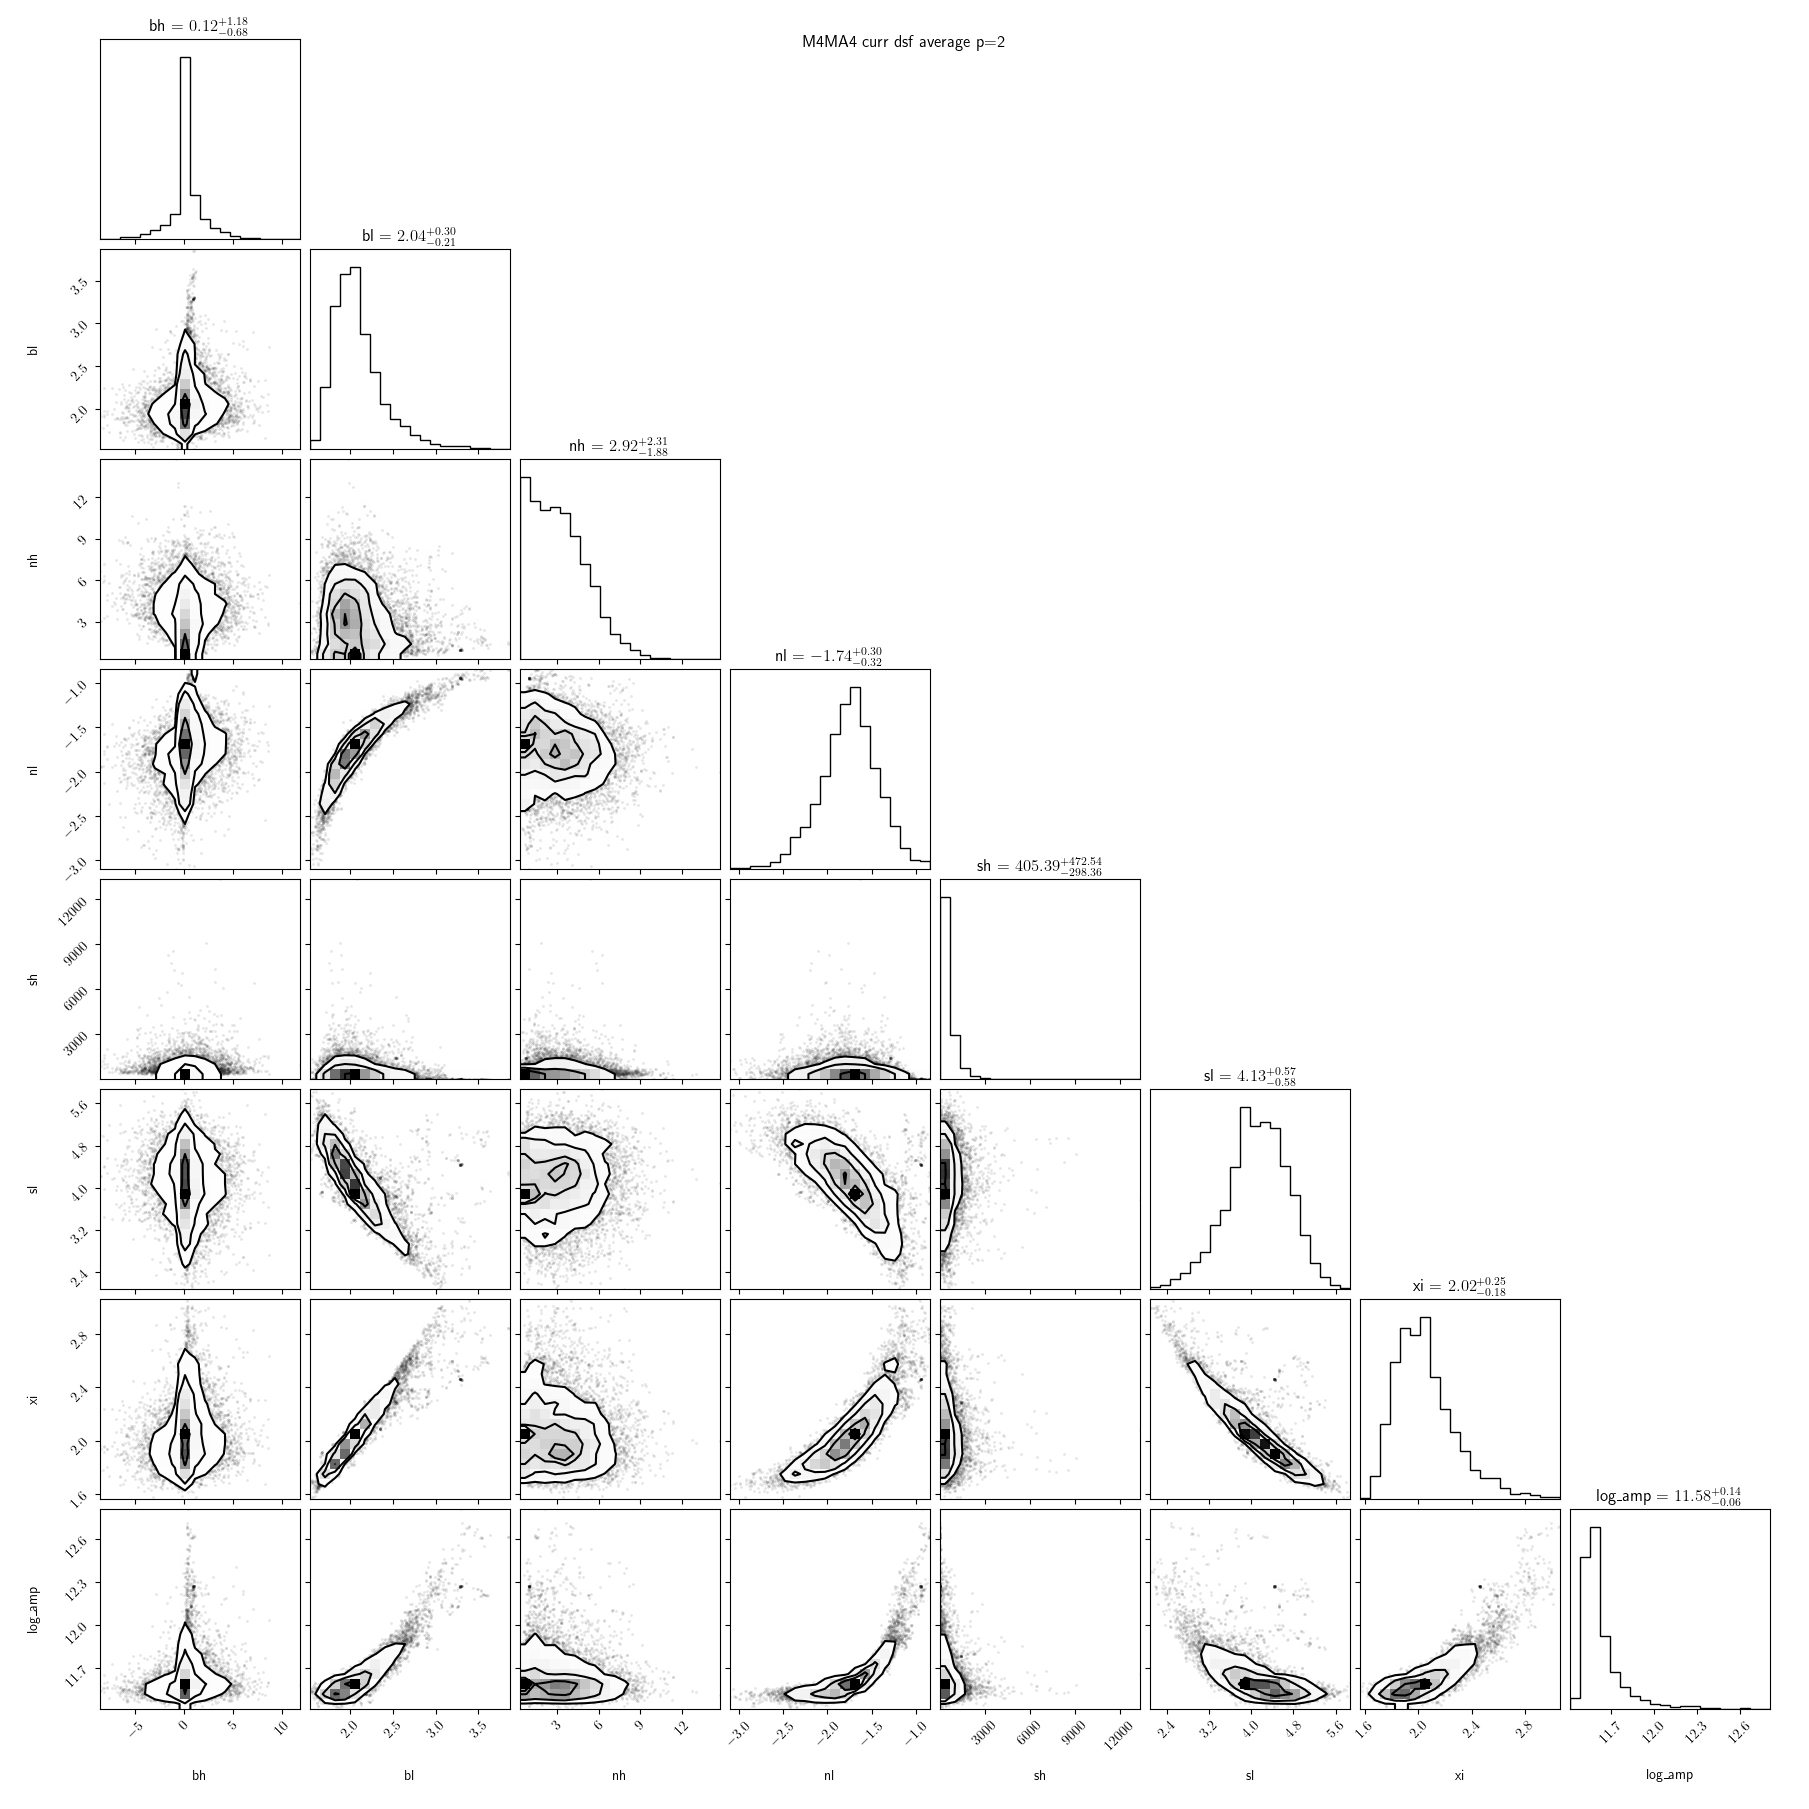 M4MA4 curr dsf average p=2
bh = 0.12+1.18 −0.68
bl = 2.04+0.30 −0.21
3.5
3.0
2.5
2.0
bl
nh = 2.92+2.31 −1.88
12
9
6
3
nh
nl = −1.74+0.30 −0.32
−1.0
−1.5
−2.0
−2.5
−3.0
nl
sh = 405.39+472.54 −298.36
12000
9000
6000
3000
sh
sl = 4.13+0.57 −0.58
5.6
4.8
4.0
3.2
2.4
sl
xi = 2.02+0.25 −0.18
2.8
2.4
2.0
1.6
xi
log_amp = 11.58+0.14 −0.06
12.6
12.3
12.0
11.7
log_amp
−5 0 5 10 2.0 2.5 3.0 3.5 3 6 9 12 −3.0 −2.5 −2.0 −1.5 −1.0 3000 6000 9000 12000 2.4 3.2 4.0 4.8 5.6 1.6 2.0 2.4 2.8 11.7 12.0 12.3 12.6
bh bl nh nl sh sl xi log_amp